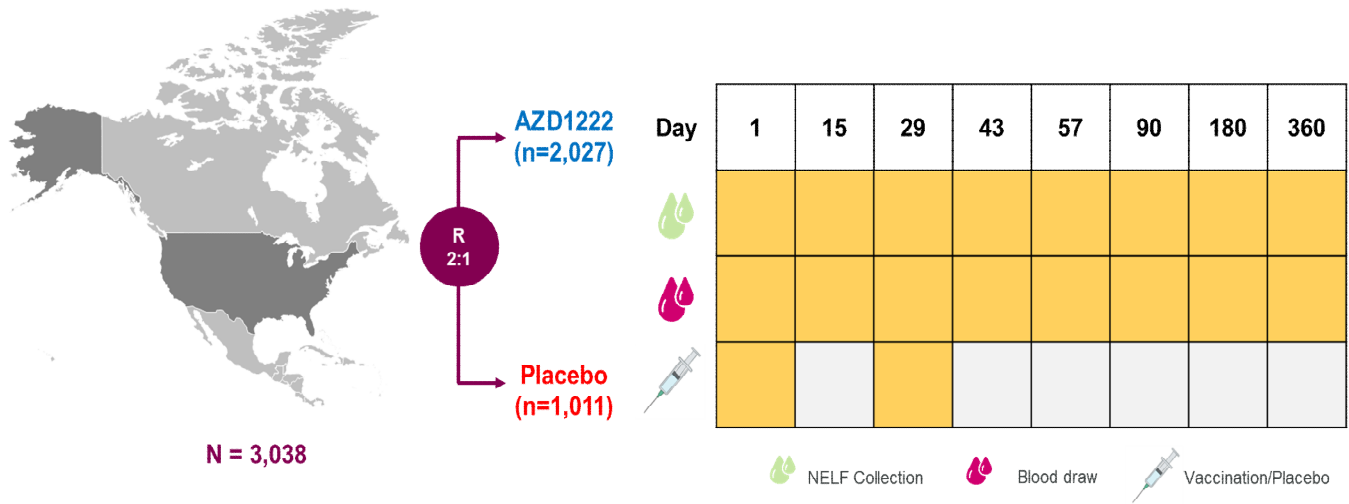 AZD1222
(n=2,027)
R
2:1
Placebo
(n=1,011)
N = 3,038
Day 1 15 29 43 57 90 180 360
NELF Collection Blood draw Vaccination/Placebo